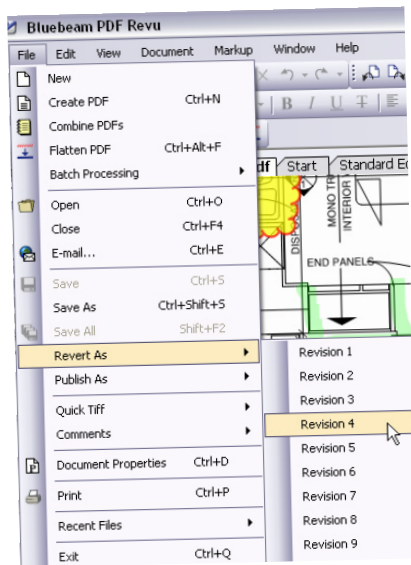 Bluebeam PDF Revu
File Edit View Document Markup Window Help
New
Create PDF Ctrl+N
B I U T
Combine PDFs
Flatten PDF Ctrl+Alt+F
Batch Processing
df Start Standard
Open Ctrl+O
Close Ctrl+F4
E-mail... Ctrl+E
MONO
INTERIOR
END PANELS
Save Ctrl+S
Save As Ctrl+Shift+S
Save All Shift+F2
Revert As
Revision 1
Publish As
Revision 2
Quick Tiff
Revision 3
Comments
Revision 4
Document Properties Ctrl+D
Revision 5
Revision 6
Print Ctrl+P
Revision 7
Recent Files
Revision 8
Exit Ctrl+Q
Revision 9